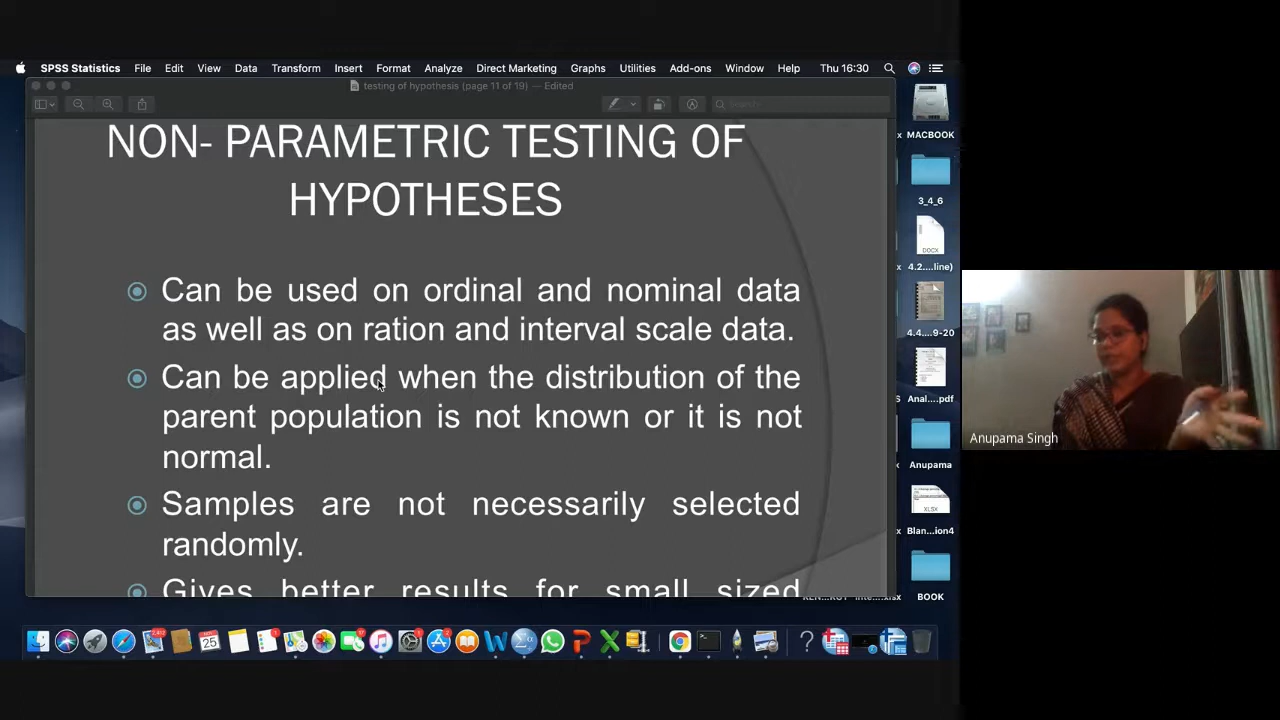 SPSS Statistics File Edit View Data Transform Insert Format Analyze Direct Marketing Graphs Utilities Add-ons Window Help Thu 16:30
testing of hypothesis (page 11 of 19) — Edited
Search
NON- PARAMETRIC TESTING OF
HYPOTHESES
Can be used on ordinal and nominal data
as well as on ration and interval scale data.
Can be applied when the distribution of the
parent population is not known or it is not
normal.
Samples are not necessarily selected
randomly.
Gives better results for small sized
MACBOOK
3_4_6
DOCX
4.2....line)
4.4....9-20
Anal....pdf
Anupama
XLSX
Blan...ion4
BOOK
25
Anupama Singh